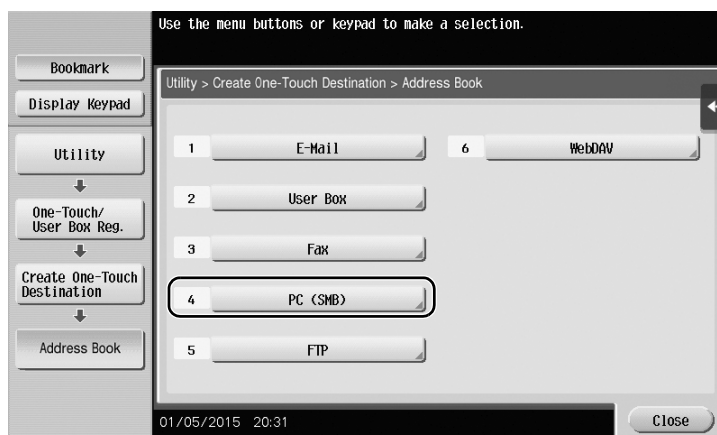 Use the menu buttons or keypad to make a selection.
Bookmark
Display Keypad
Utility
One-Touch/
User Box Reg.
Create One-Touch
Destination
Address Book
Utility > Create One-Touch Destination > Address Book
1 E-Mail
2 User Box
3 Fax
4 PC (SMB)
5 FTP
6 WebDAV
01/05/2015 20:31
Close